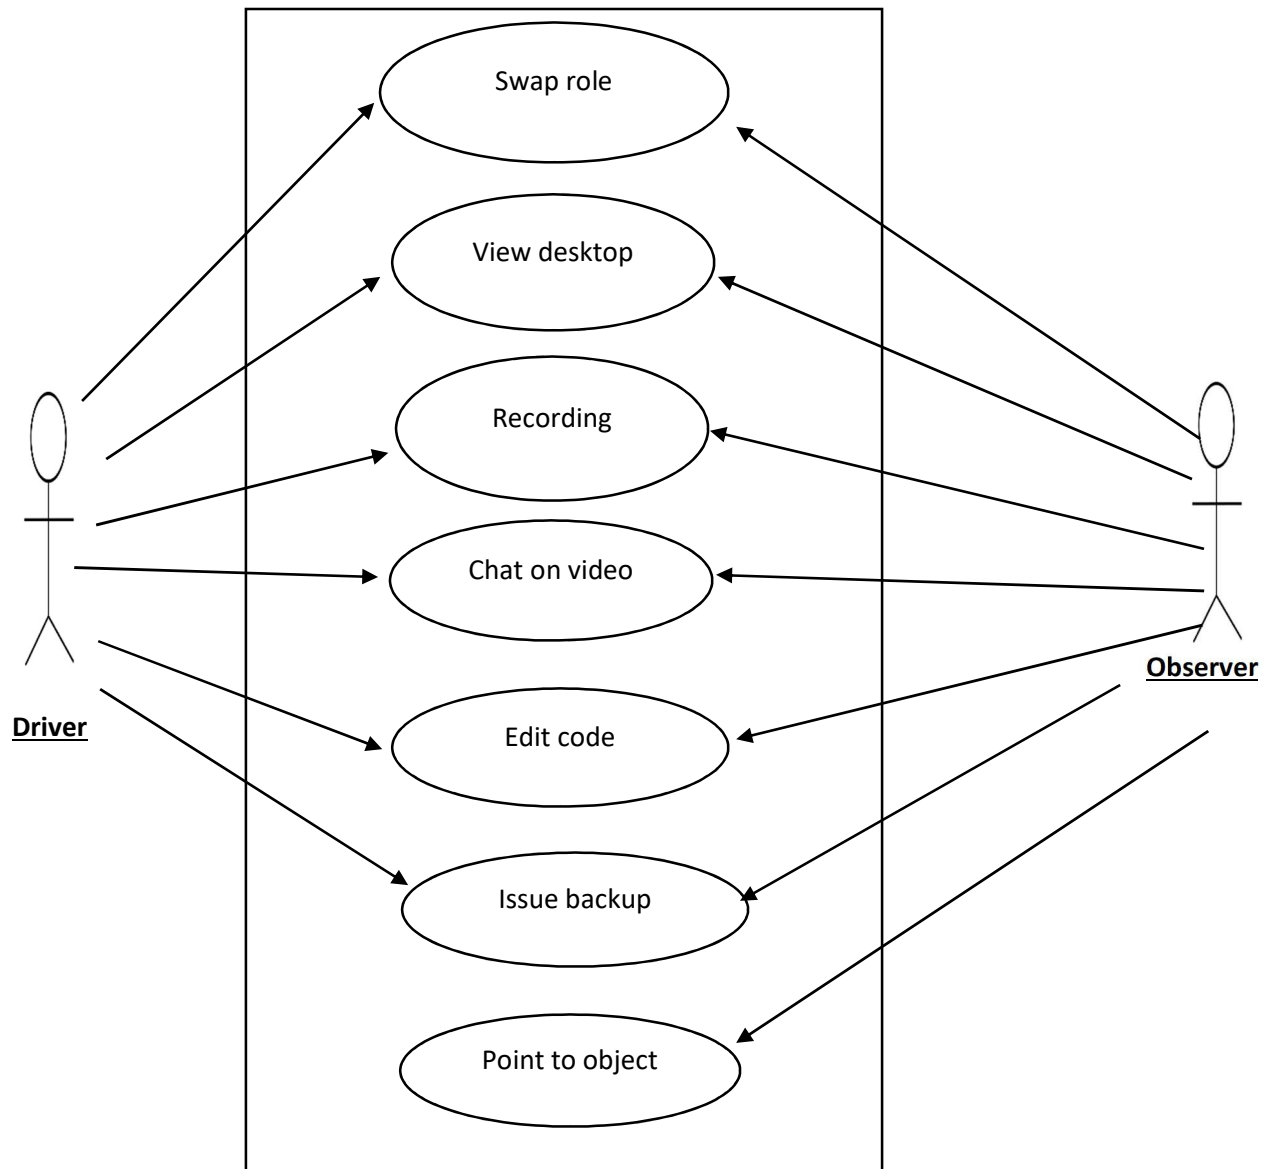 Swap role
View desktop
Recording
Chat on video
Observer
Driver
Edit code
Issue backup
Point to object